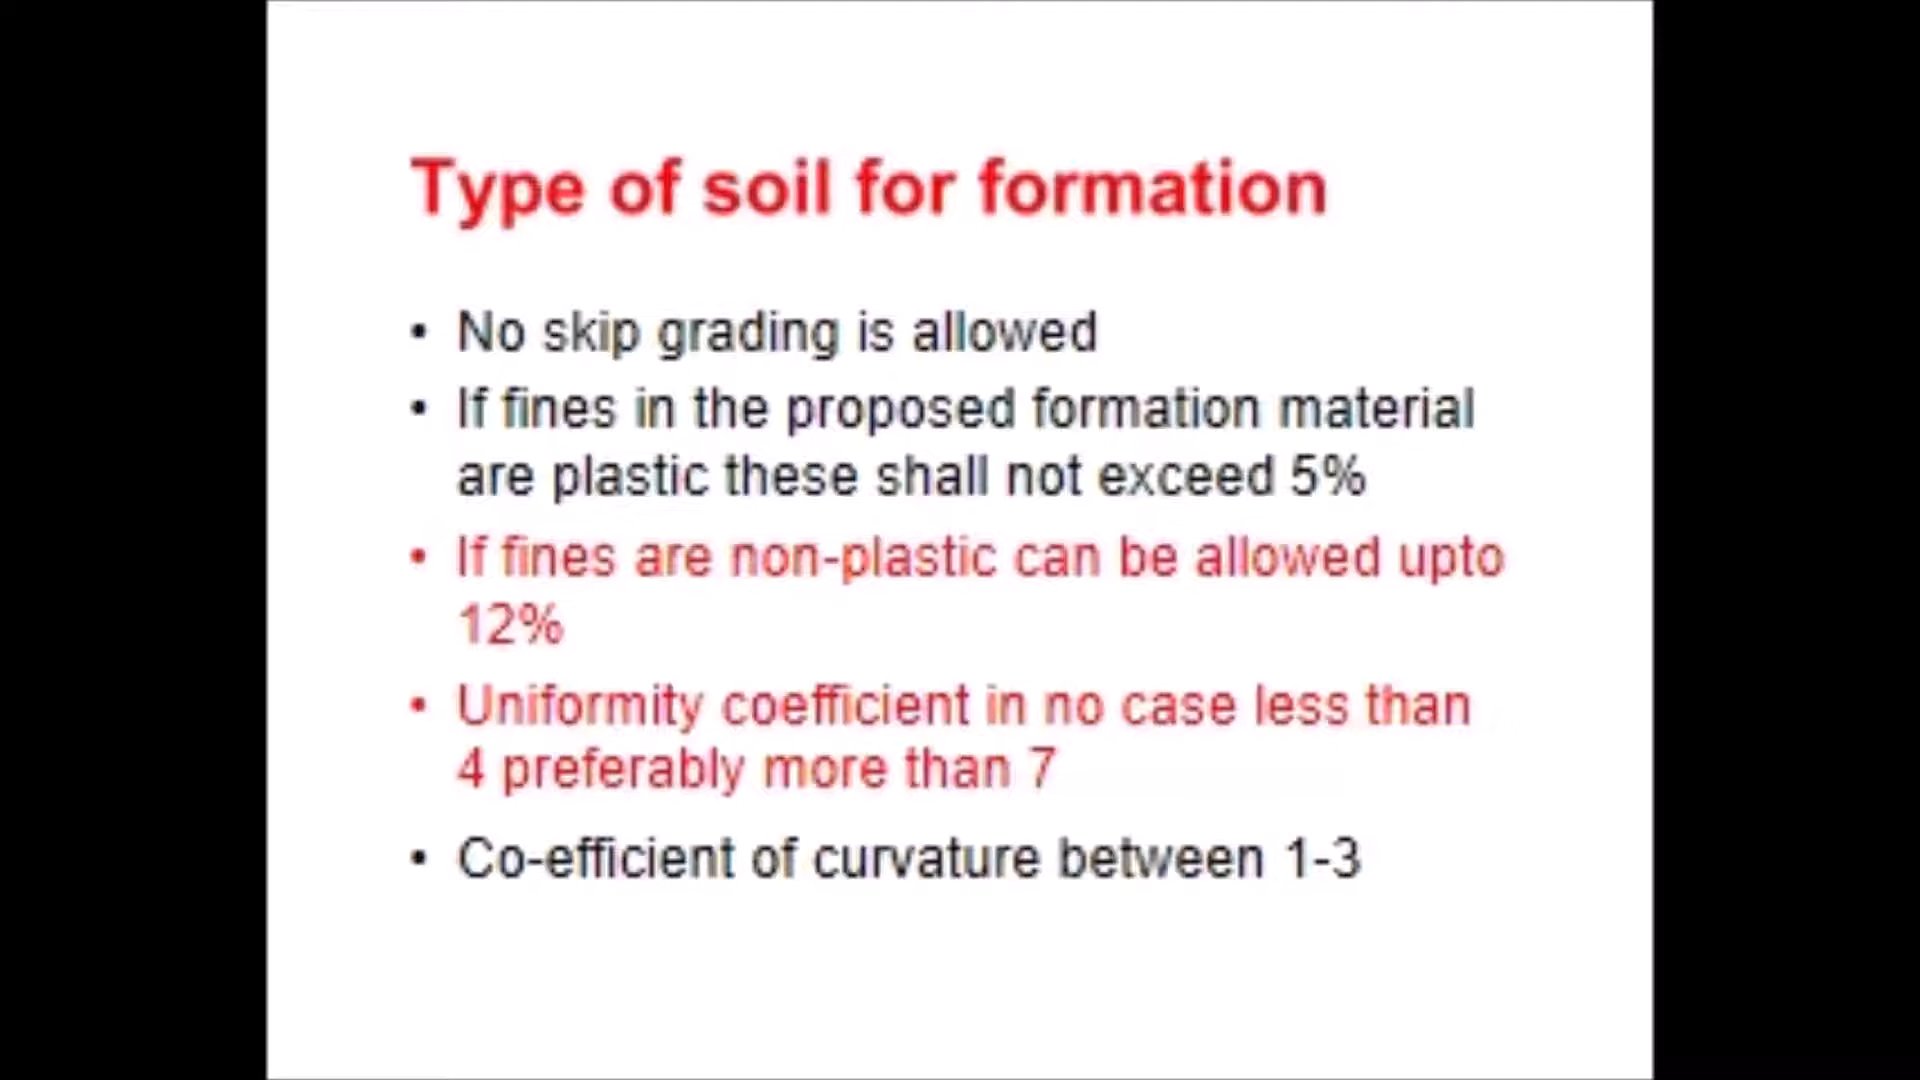 Type of soil for formation
• No skip grading is allowed
• If fines in the proposed formation material
are plastic these shall not exceed 5%
• If fines are non-plastic can be allowed upto
12%
• Uniformity coefficient in no case less than
4 preferably more than 7
• Co-efficient of curvature between 1-3